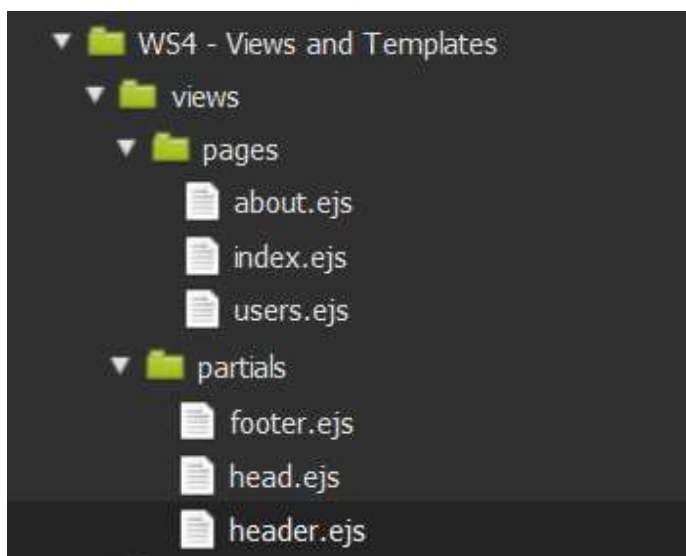 WS4 - Views and Templates
views
pages
about.ejs
index.ejs
users.ejs
partials
footer.ejs
head.ejs
header.ejs